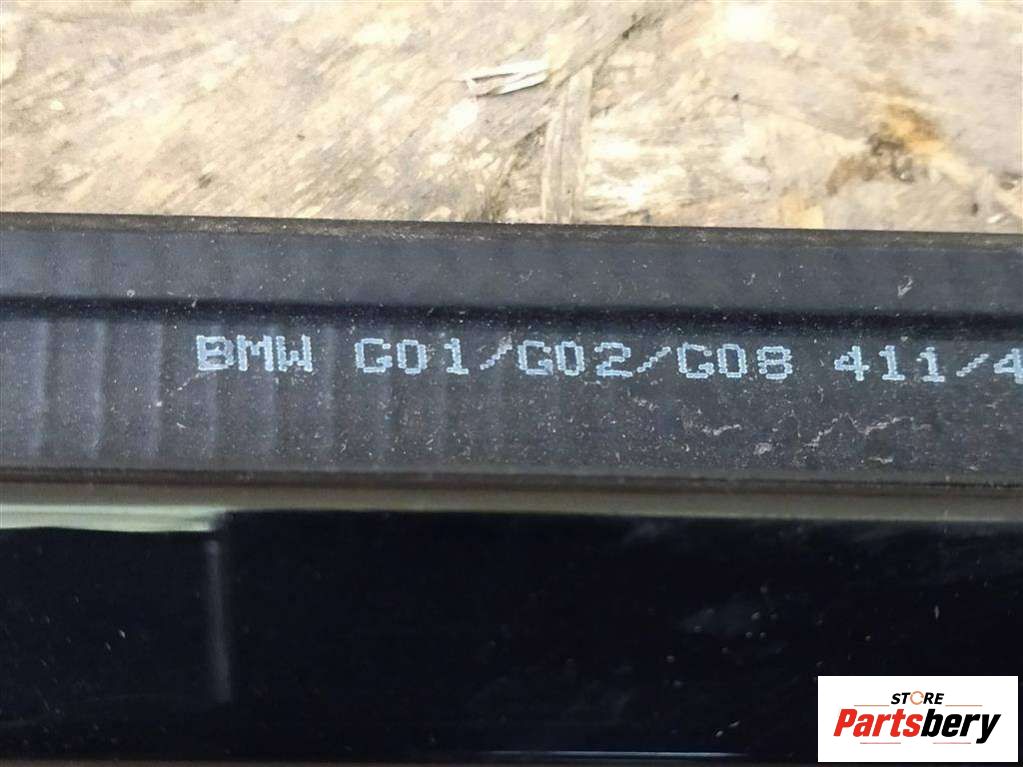 BMW G01/G02/G08 411/4
STORE
Partsbery